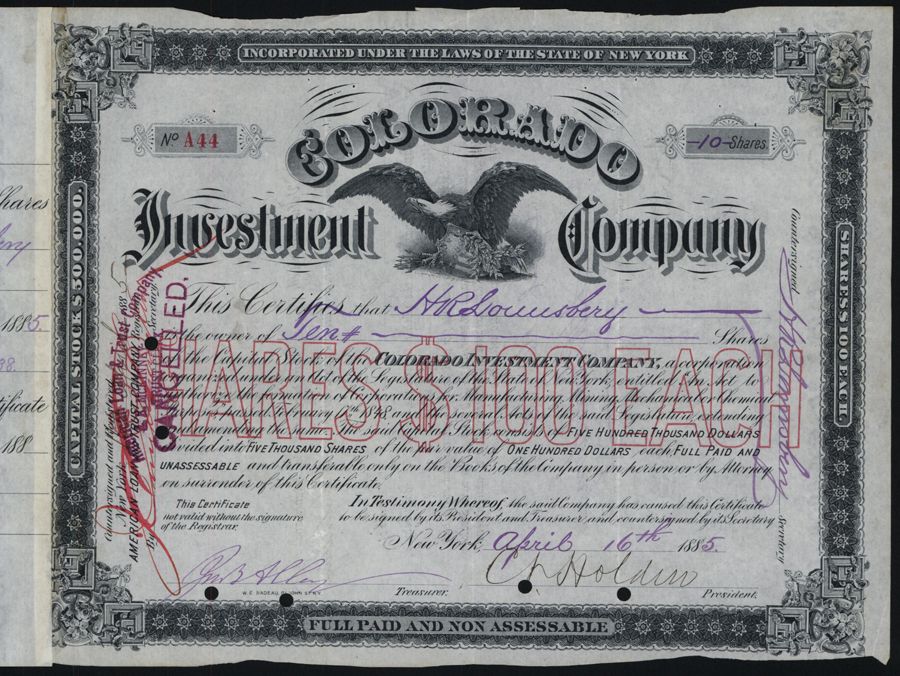 INCORPORATED UNDER THE LAWS OF THE STATE OF NEW YORK
No A44
-10- Shares
COLORADO
Investment Company
CAPITAL STOCK $500.000.
SHARES $100 EACH
This Certifies that H R Lounsbery
is the owner of Ten Shares
of the Capital Stock of the COLORADO INVESTMENT COMPANY, a corporation
organized under an Act of the Legislature of the State of New York, entitled "An Act to
authorize the formation of Corporations for Manufacturing, Mining, Mechanical or Chemical
purposes" passed February 17th 1848 and the several Acts of the said Legislature extending
and amending the same. The said Capital Stock consists of FIVE HUNDRED THOUSAND DOLLARS
divided into FIVE THOUSAND SHARES of the par value of ONE HUNDRED DOLLARS each FULL PAID AND
UNASSESSABLE and transferable only on the Books of the Company in person or by Attorney
on surrender of this Certificate.
SHARES $100 EACH
This Certificate
not valid without the signature
of the Registrar.
In Testimony Whereof, the said Company has caused this Certificate
to be signed by its President and Treasurer and countersigned by its Secretary
New York, April 16th 1885.
Treasurer.
C. N. Holden
President.
W. E. NADEAU, 51 JOHN ST. N.Y.
FULL PAID AND NON ASSESSABLE
Countersigned
Secretary
CANCELLED.
Shares
1885.
98.
tificate
188